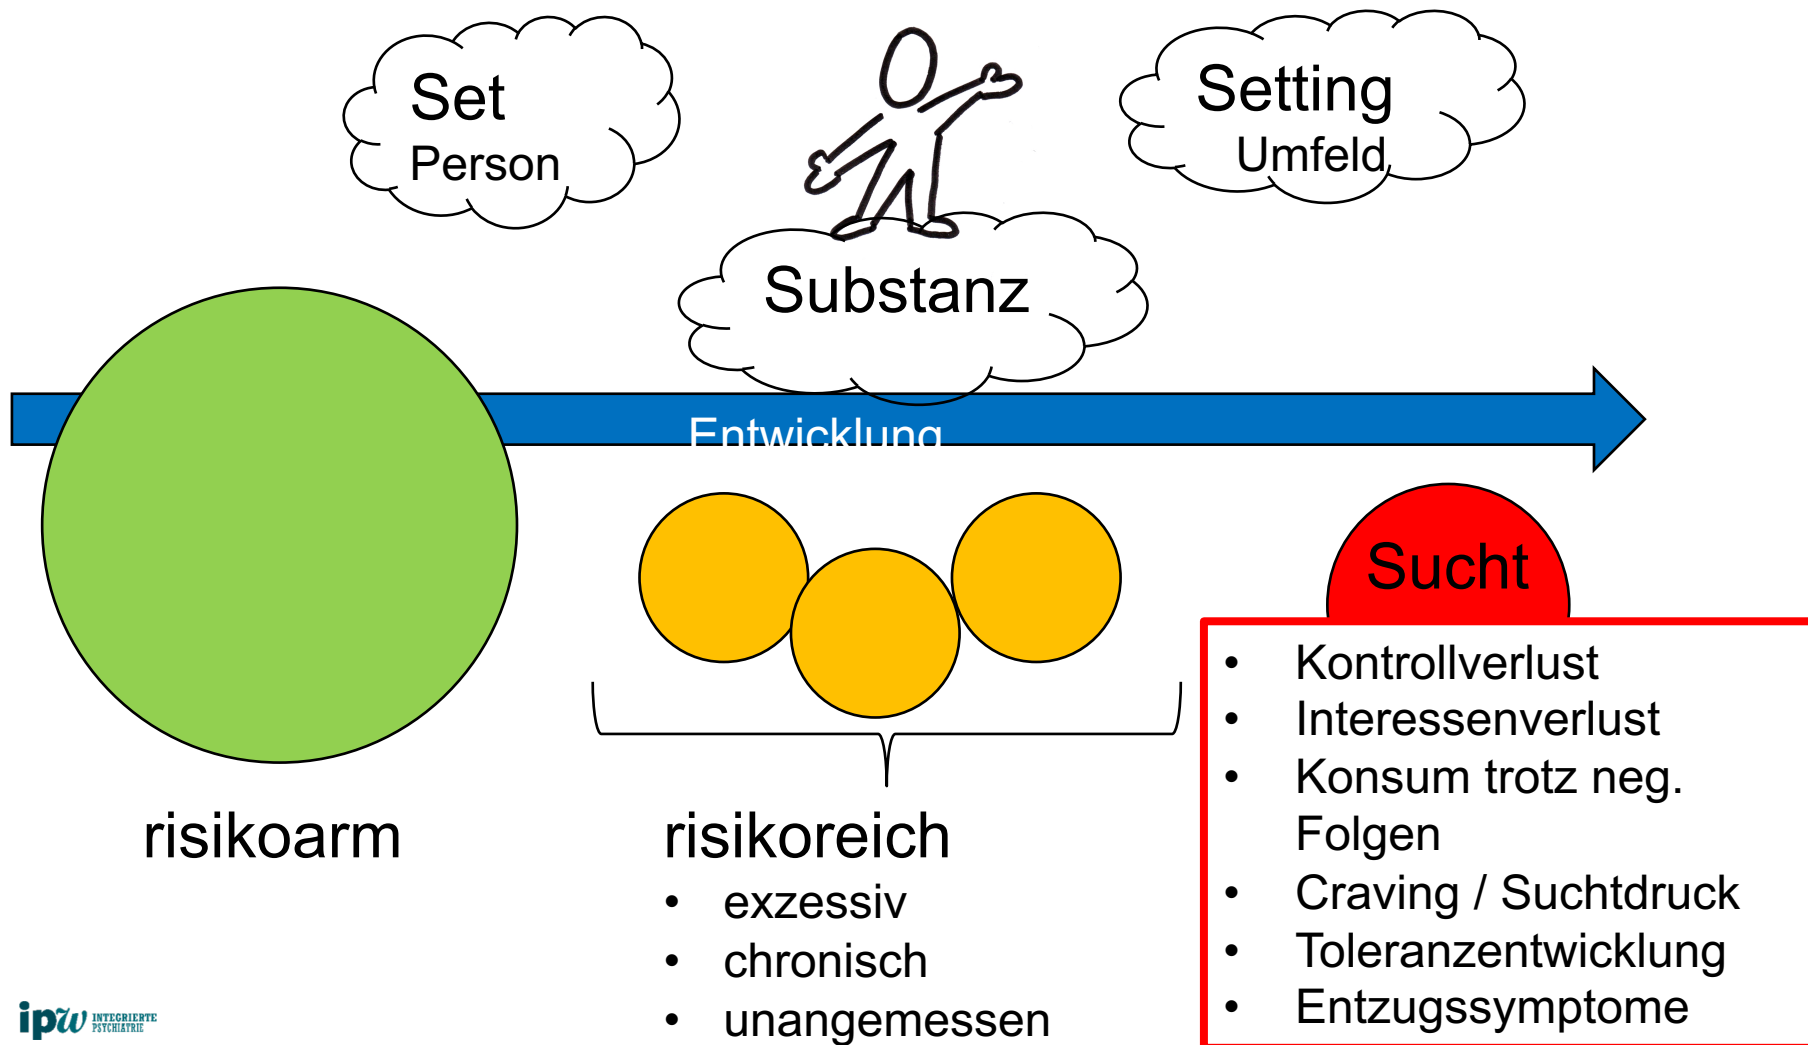 Set
Person
Setting
Umfeld
Substanz
Entwicklung
Sucht
• Kontrollverlust
• Interessenverlust
• Konsum trotz neg.
Folgen
• Craving / Suchtdruck
• Toleranzentwicklung
• Entzugssymptome
risikoarm
risikoreich
• exzessiv
• chronisch
• unangemessen
ipw INTEGRIERTE
PSYCHIATRIE